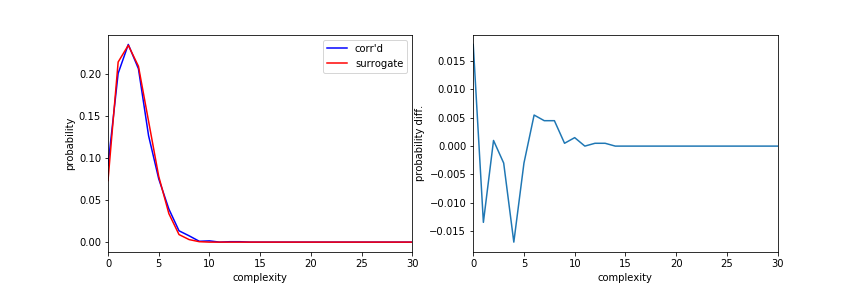 corr'd
surrogate
probability
0.20
0.15
0.10
0.05
0.00
0 5 10 15 20 25 30
complexity
probability diff.
0.015
0.010
0.005
0.000
−0.005
−0.010
−0.015
0 5 10 15 20 25 30
complexity